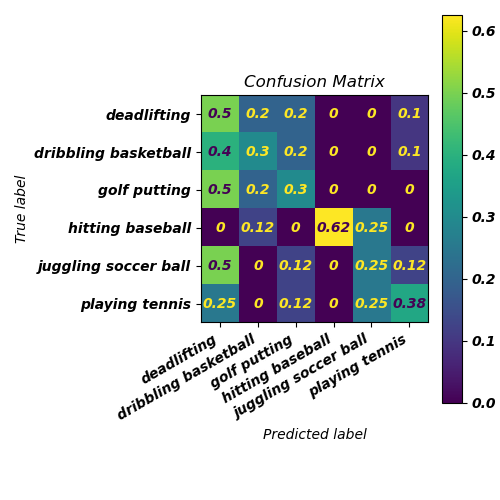 Confusion Matrix
True label
deadlifting 0.5 0.2 0.2 0 0 0.1
dribbling basketball 0.4 0.3 0.2 0 0 0.1
golf putting 0.5 0.2 0.3 0 0 0
hitting baseball 0 0.12 0 0.62 0.25 0
juggling soccer ball 0.5 0 0.12 0 0.25 0.12
playing tennis 0.25 0 0.12 0 0.25 0.38
deadlifting
dribbling basketball
golf putting
hitting baseball
juggling soccer ball
playing tennis
Predicted label
0.6
0.5
0.4
0.3
0.2
0.1
0.0